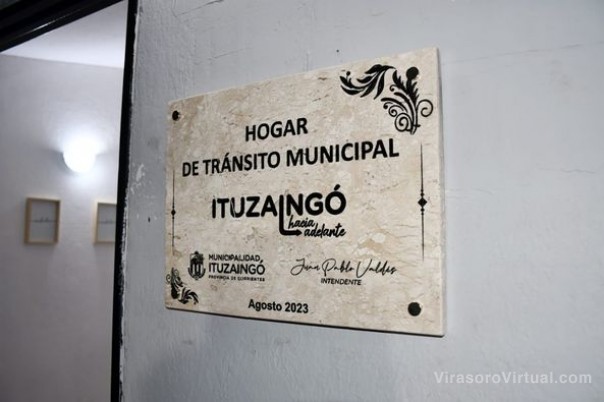 HOGAR
DE TRÁNSITO MUNICIPAL
ITUZAINGÓ
hacia
adelante
MUNICIPALIDAD
ITUZAINGÓ
PROVINCIA DE CORRIENTES
Juan Pablo Valdés
INTENDENTE
Agosto 2023
VirasoroVirtual.com